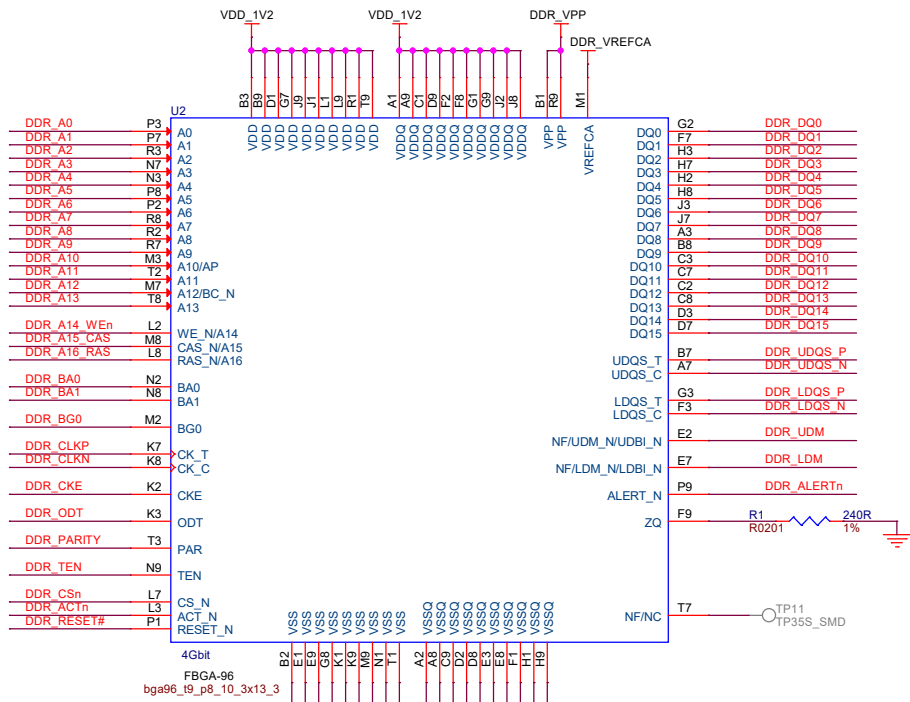 VDD_1V2 VDD_1V2 DDR_VPP
DDR_VREFCA
B3 B9 D1 G7 J9 J1 L1 L9 R1 T9 A1 A9 C1 D9 F2 F8 G1 G9 J2 J8 B1 R9 M1
U2
VDD VDD VDD VDD VDD VDD VDD VDD VDD VDD VDDQ VDDQ VDDQ VDDQ VDDQ VDDQ VDDQ VDDQ VDDQ VDDQ VPP VPP VREFCA
DDR_A0 P3 A0
DDR_A1 P7 A1
DDR_A2 R3 A2
DDR_A3 N7 A3
DDR_A4 N3 A4
DDR_A5 P8 A5
DDR_A6 P2 A6
DDR_A7 R8 A7
DDR_A8 R2 A8
DDR_A9 R7 A9
DDR_A10 M3 A10/AP
DDR_A11 T2 A11
DDR_A12 M7 A12/BC_N
DDR_A13 T8 A13
DDR_A14_WEn L2 WE_N/A14
DDR_A15_CAS M8 CAS_N/A15
DDR_A16_RAS L8 RAS_N/A16
DDR_BA0 N2 BA0
DDR_BA1 N8 BA1
DDR_BG0 M2 BG0
DDR_CLKP K7 CK_T
DDR_CLKN K8 CK_C
DDR_CKE K2 CKE
DDR_ODT K3 ODT
DDR_PARITY T3 PAR
DDR_TEN N9 TEN
DDR_CSn L7 CS_N
DDR_ACTn L3 ACT_N
DDR_RESET# P1 RESET_N
DQ0 G2 DDR_DQ0
DQ1 F7 DDR_DQ1
DQ2 H3 DDR_DQ2
DQ3 H7 DDR_DQ3
DQ4 H2 DDR_DQ4
DQ5 H8 DDR_DQ5
DQ6 J3 DDR_DQ6
DQ7 J7 DDR_DQ7
DQ8 A3 DDR_DQ8
DQ9 B8 DDR_DQ9
DQ10 C3 DDR_DQ10
DQ11 C7 DDR_DQ11
DQ12 C2 DDR_DQ12
DQ13 C8 DDR_DQ13
DQ14 D3 DDR_DQ14
DQ15 D7 DDR_DQ15
UDQS_T B7 DDR_UDQS_P
UDQS_C A7 DDR_UDQS_N
LDQS_T G3 DDR_LDQS_P
LDQS_C F3 DDR_LDQS_N
NF/UDM_N/UDBI_N E2 DDR_UDM
NF/LDM_N/LDBI_N E7 DDR_LDM
ALERT_N P9 DDR_ALERTn
ZQ F9 R1 240R
R0201 1%
NF/NC T7 TP11
TP35S_SMD
VSS VSS VSS VSS VSS VSS VSS VSS VSS VSSQ VSSQ VSSQ VSSQ VSSQ VSSQ VSSQ VSSQ VSSQ VSSQ
4Gbit
B2 E1 E9 G8 K1 K9 M9 N1 T1 A2 A8 C9 D2 D8 E3 E8 F1 H1 H9
FBGA-96
bga96_t9_p8_10_3x13_3